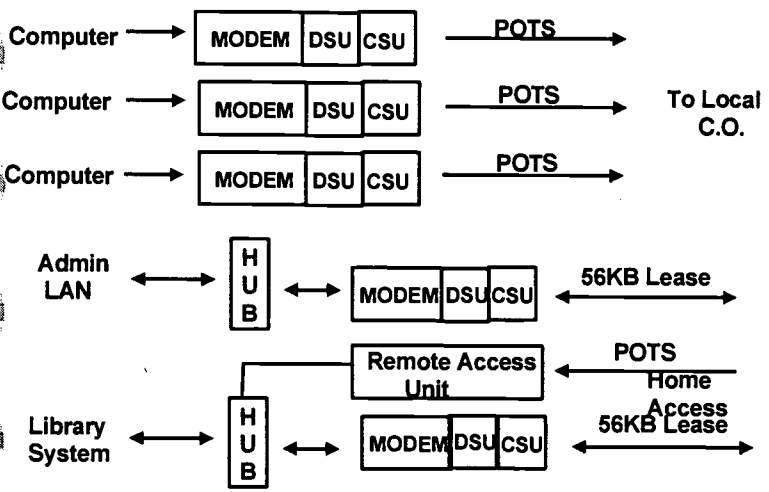 Computer MODEM DSU CSU POTS
Computer MODEM DSU CSU POTS To Local
C.O.
Computer MODEM DSU CSU POTS
Admin
LAN
H
U
B
MODEM DSU CSU 56KB Lease
Remote Access
Unit
POTS
Home
Access
Library
System
H
U
B
MODEM DSU CSU 56KB Lease